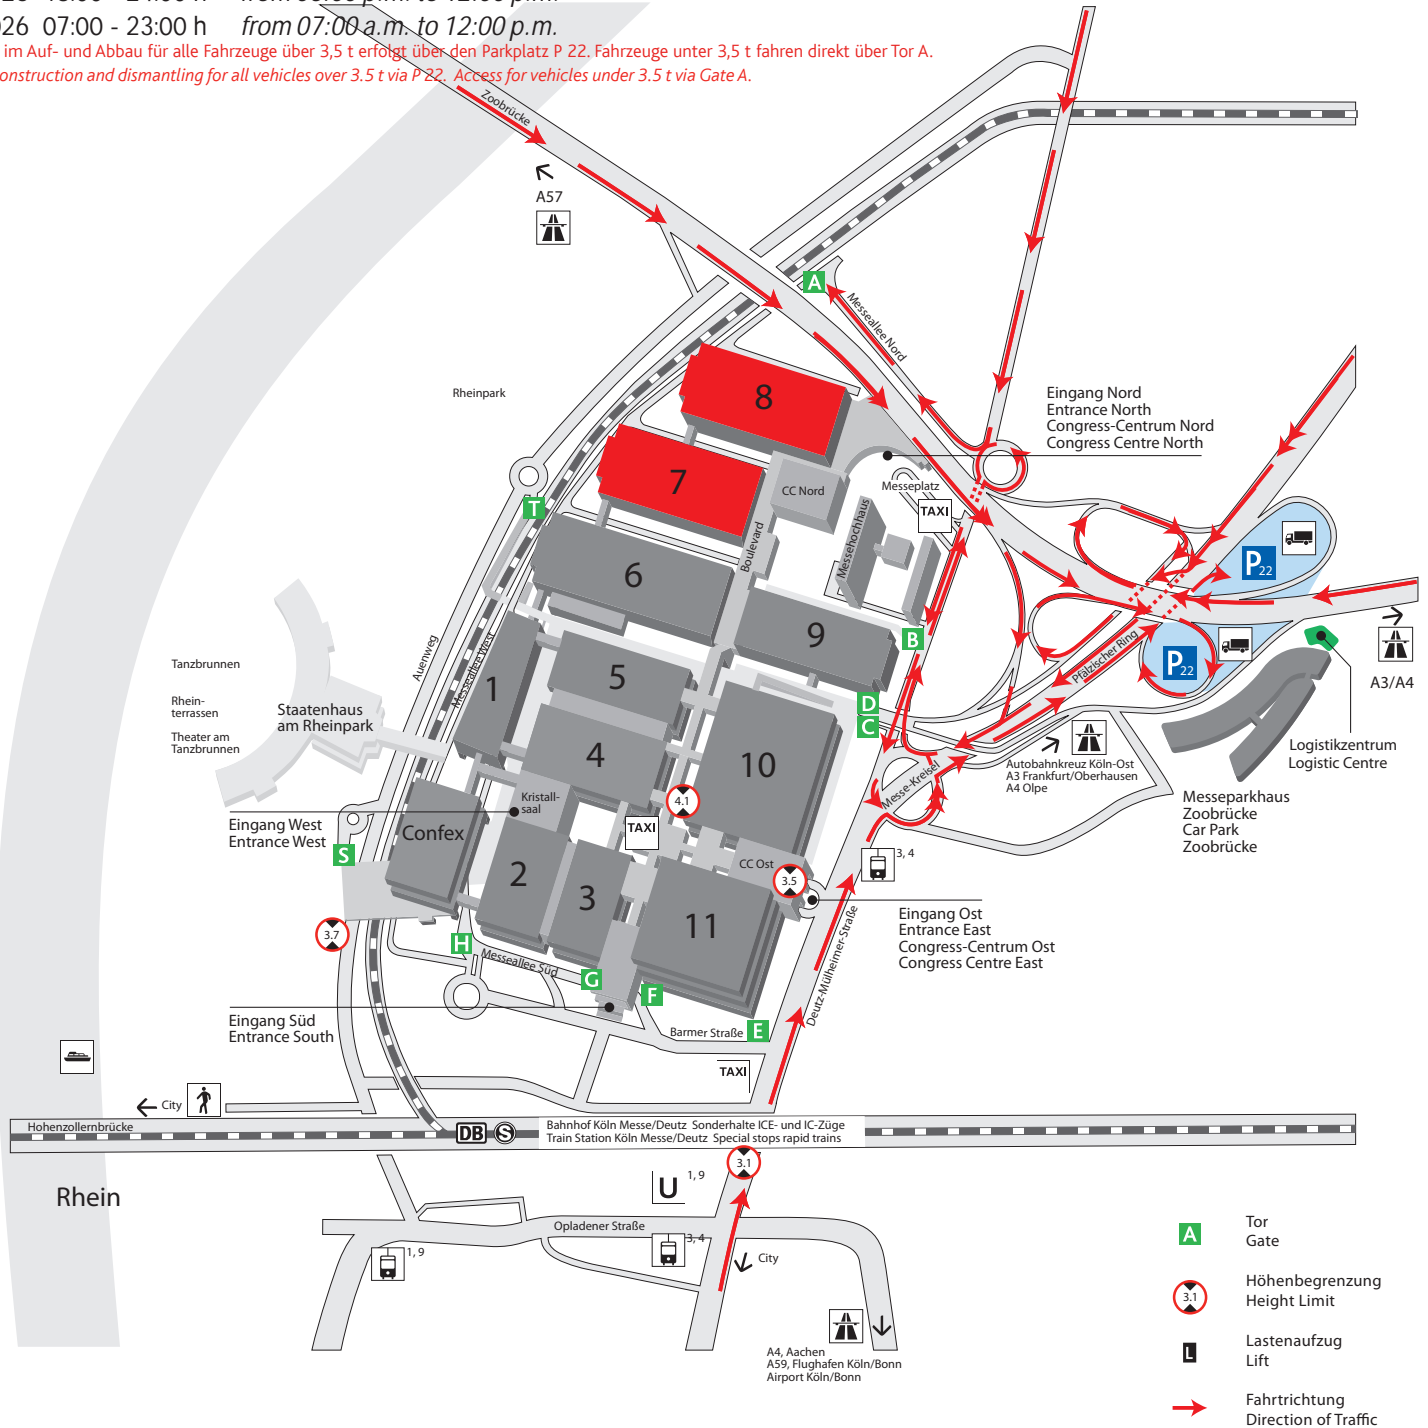 026 07:00 - 23:00 h from 07:00 a.m. to 12:00 p.m.
im Auf- und Abbau für alle Fahrzeuge über 3,5 t erfolgt über den Parkplatz P 22. Fahrzeuge unter 3,5 t fahren direkt über Tor A.
onstruction and dismantling for all vehicles over 3.5 t via P 22. Access for vehicles under 3.5 t via Gate A.
Zoobrücke
A57
A
Messeallee Nord
Rheinpark
8
Eingang Nord
Entrance North
Congress-Centrum Nord
Congress Centre North
7
CC Nord
Messeplatz
TAXI
T
Boulevard
Messehochhaus
P22
6
9
B
Pfälzischer Ring
P22
A3/A4
Auenweg
Messeallee West
Tanzbrunnen
Rhein-
terrassen
Theater am
Tanzbrunnen
Staatenhaus
am Rheinpark
1
5
D
C
4
10
Autobahnkreuz Köln-Ost
A3 Frankfurt/Oberhausen
A4 Olpe
Logistikzentrum
Logistic Centre
Messe-Kreisel
Messeparkhaus
Zoobrücke
Car Park
Zoobrücke
Kristall-
saal
4.1
TAXI
Eingang West
Entrance West
Confex
S
2
3
CC Ost
3.5
3, 4
11
Eingang Ost
Entrance East
Congress-Centrum Ost
Congress Centre East
3.7
H
Messeallee Süd
G
F
Deutz-Mülheimer-Straße
Eingang Süd
Entrance South
Barmer Straße
E
TAXI
City
Hohenzollernbrücke
DB
S
Bahnhof Köln Messe/Deutz Sonderhalte ICE- und IC-Züge
Train Station Köln Messe/Deutz Special stops rapid trains
3.1
Rhein
U
1, 9
Opladener Straße
1, 9
3, 4
City
A4, Aachen
A59, Flughafen Köln/Bonn
Airport Köln/Bonn
A
Tor
Gate
3.1
Höhenbegrenzung
Height Limit
L
Lastenaufzug
Lift
Fahrtrichtung
Direction of Traffic